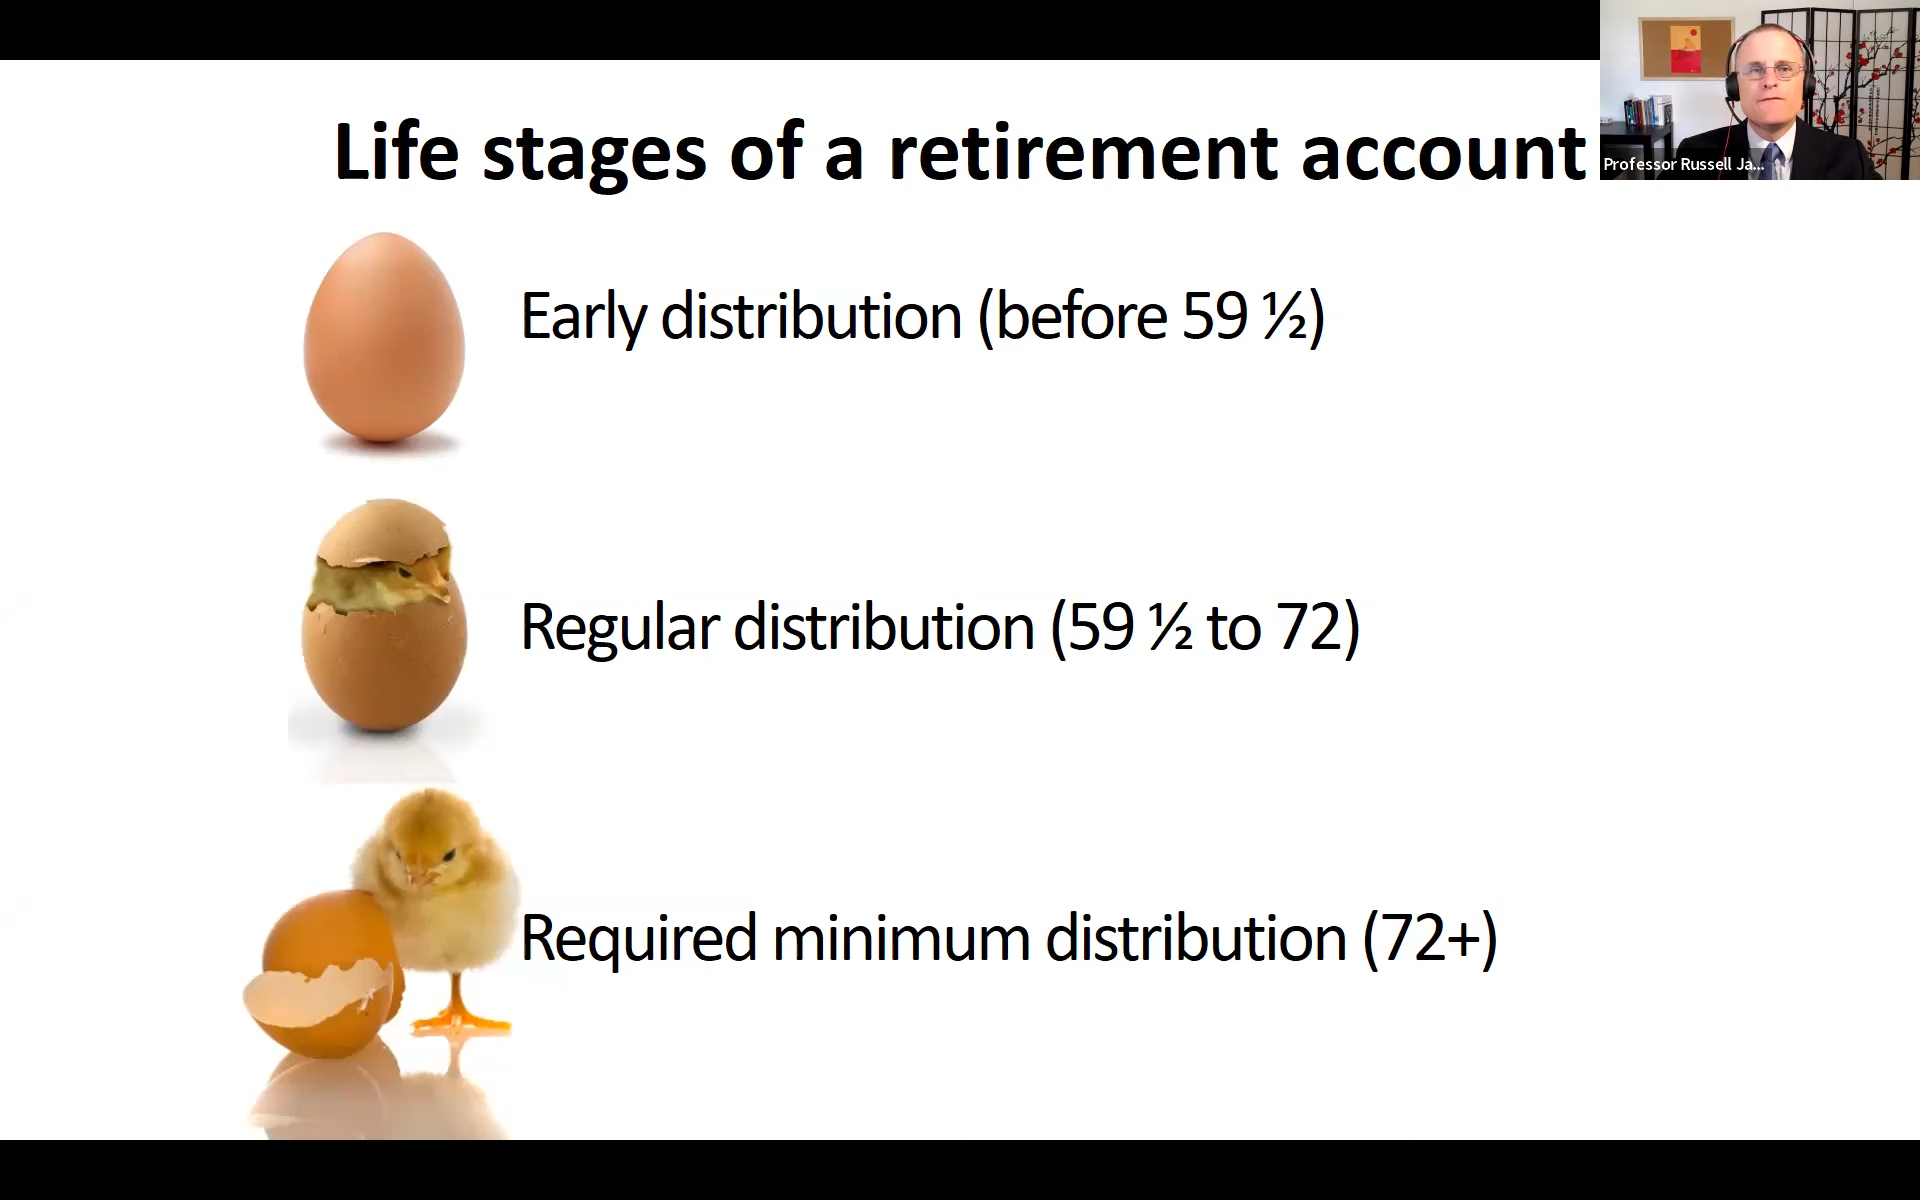 Life stages of a retirement account
Professor Russell Ja...
Early distribution (before 59 ½)
Regular distribution (59 ½ to 72)
Required minimum distribution (72+)